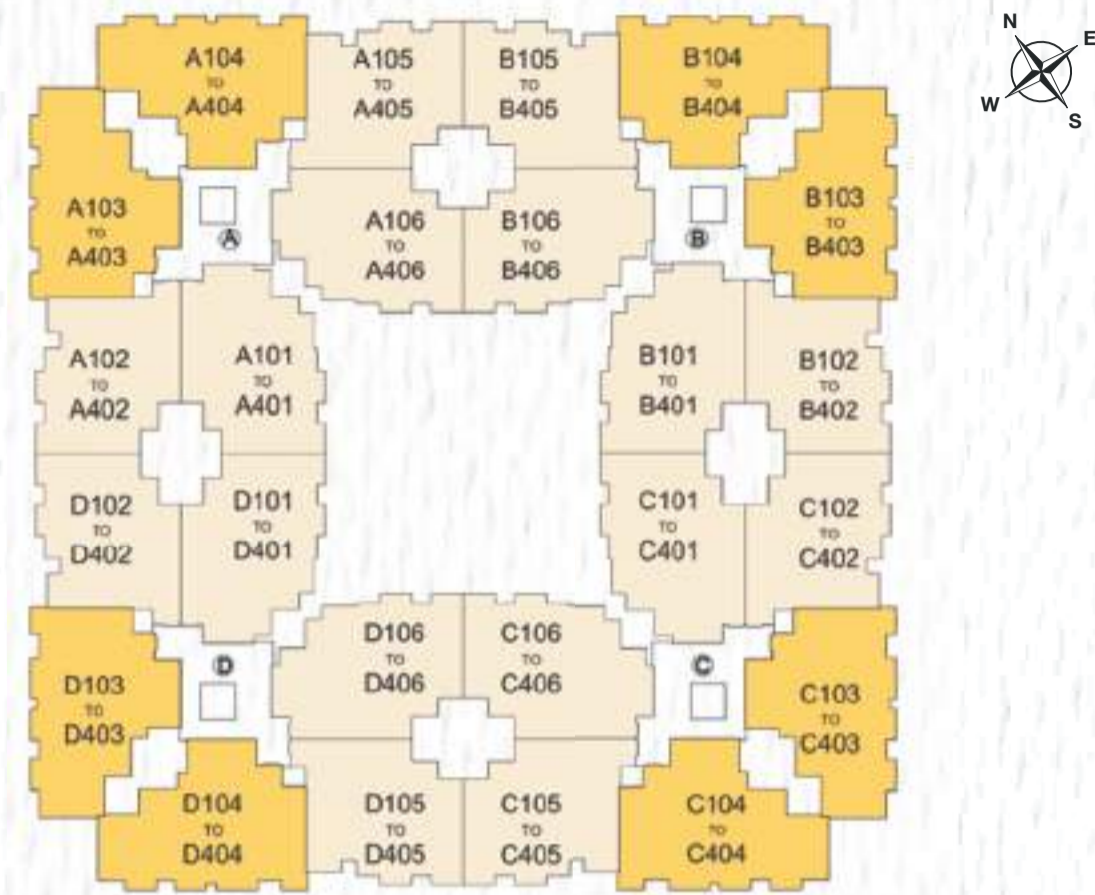 N
E
W
S
A104
TO
A404
A105
TO
A405
B105
TO
B405
B104
TO
B404
A103
TO
A403
A106
TO
A406
B106
TO
B406
B103
TO
B403
A
B
A102
TO
A402
A101
TO
A401
B101
TO
B401
B102
TO
B402
D102
TO
D402
D101
TO
D401
C101
TO
C401
C102
TO
C402
D106
TO
D406
C106
TO
C406
D
C
D103
TO
D403
C103
TO
C403
D104
TO
D404
D105
TO
D405
C105
TO
C405
C104
TO
C404